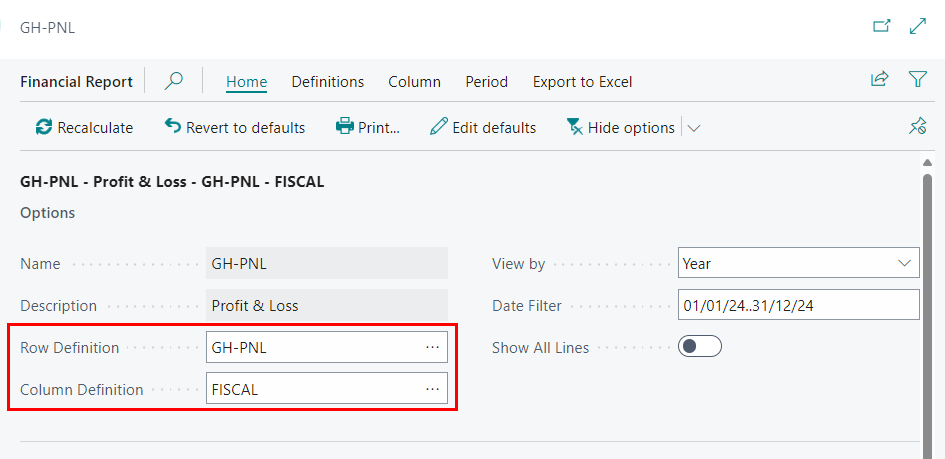 GH-PNL
Financial Report Home Definitions Column Period Export to Excel
Recalculate Revert to defaults Print... Edit defaults Hide options
GH-PNL - Profit & Loss - GH-PNL - FISCAL
Options
Name GH-PNL View by Year
Description Profit & Loss Date Filter 01/01/24..31/12/24
Row Definition GH-PNL ... Show All Lines
Column Definition FISCAL ...